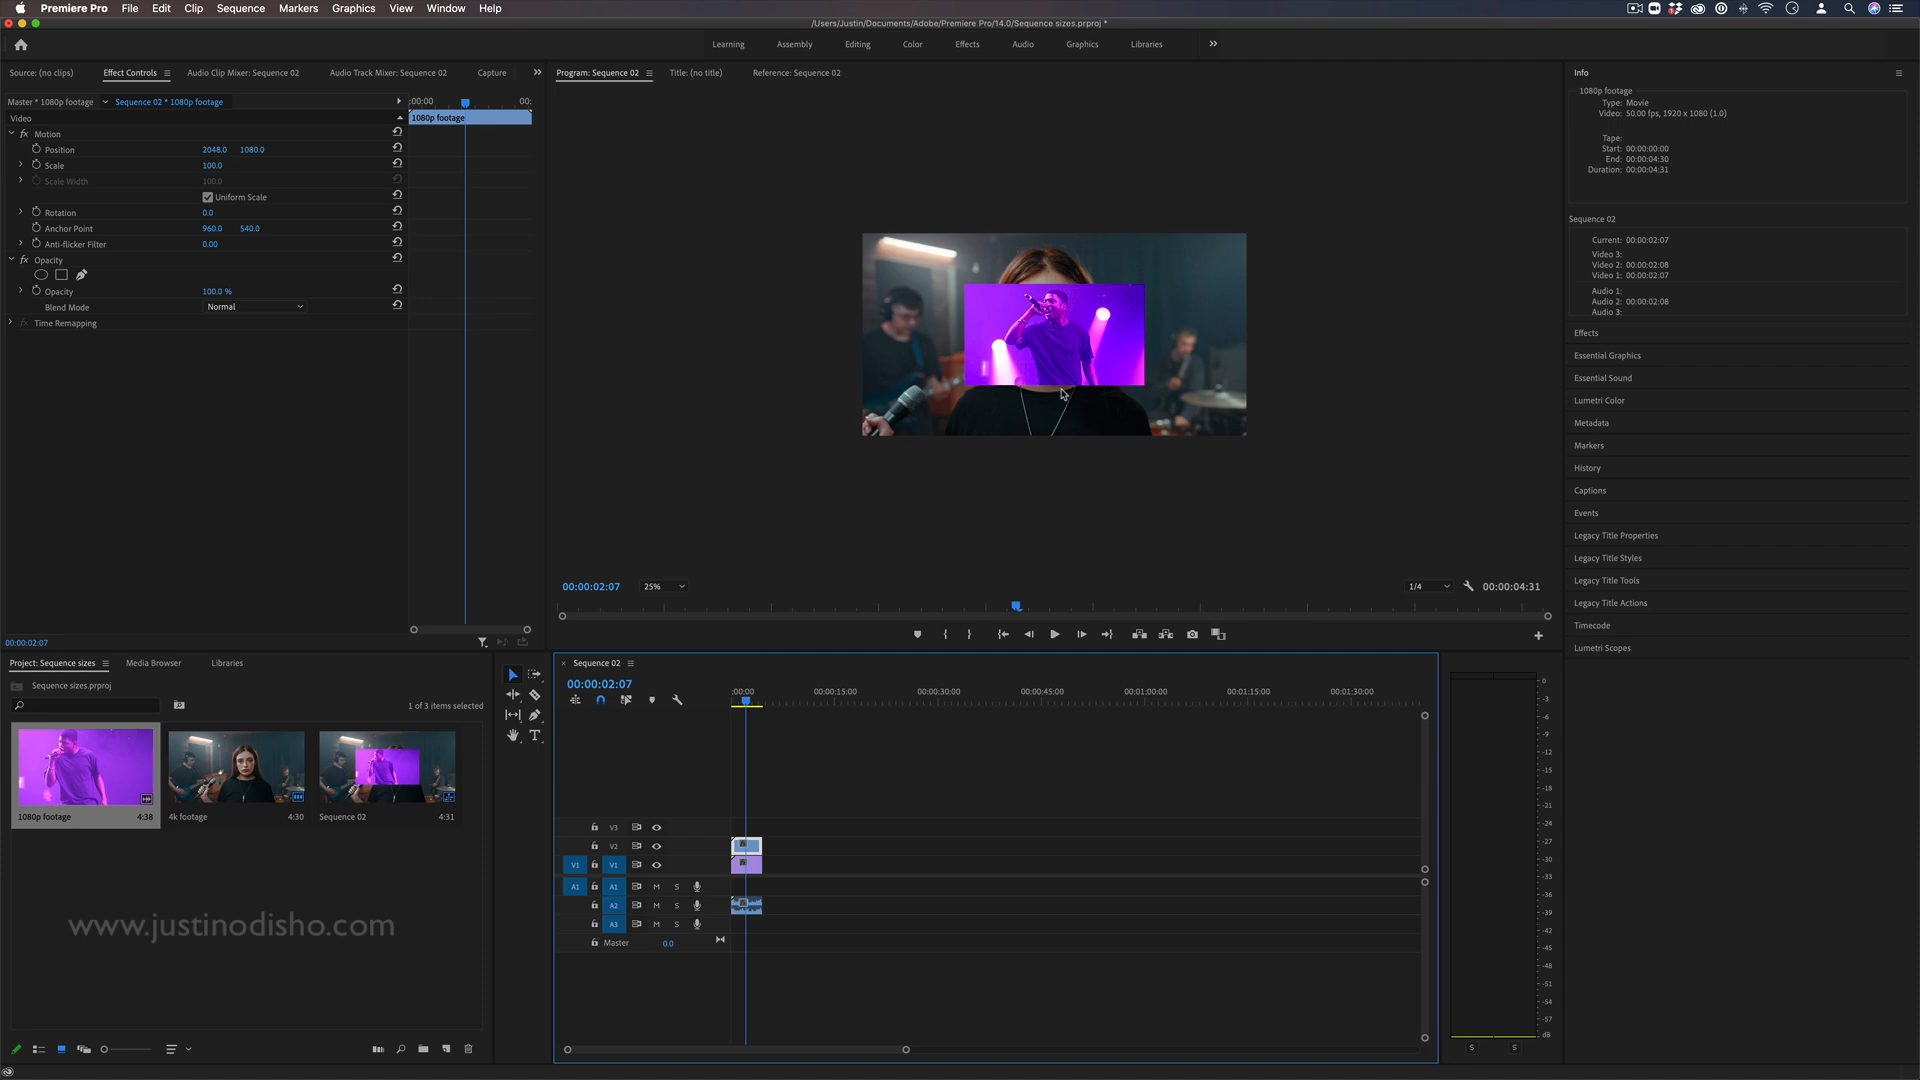 Premiere Pro File Edit Clip Sequence Markers Graphics View Window Help
/Users/Justin/Documents/Adobe/Premiere Pro/14.0/Sequence sizes.prproj *
Learning Assembly Editing Color Effects Audio Graphics Libraries
Source: (no clips) Effect Controls Audio Clip Mixer: Sequence 02 Audio Track Mixer: Sequence 02 Capture
Master * 1080p footage Sequence 02 * 1080p footage
:00:00 00:
Video
1080p footage
fx Motion
Position 2048.0 1080.0
Scale 100.0
Scale Width 100.0
Uniform Scale
Rotation 0.0
Anchor Point 960.0 540.0
Anti-flicker Filter 0.00
fx Opacity
Opacity 100.0 %
Blend Mode Normal
fx Time Remapping
00:00:02:07
Program: Sequence 02 Title: (no title) Reference: Sequence 02
00:00:02:07 25% 1/4 00:00:04:31
Info
1080p footage
Type: Movie
Video: 50.00 fps, 1920 x 1080 (1.0)
Tape:
Start: 00:00:00:00
End: 00:00:04:30
Duration: 00:00:04:31
Sequence 02
Current: 00:00:02:07
Video 3:
Video 2: 00:00:02:08
Video 1: 00:00:02:07
Audio 1:
Audio 2: 00:00:02:08
Audio 3:
Effects
Essential Graphics
Essential Sound
Lumetri Color
Metadata
Markers
History
Captions
Events
Legacy Title Properties
Legacy Title Styles
Legacy Title Tools
Legacy Title Actions
Timecode
Lumetri Scopes
Project: Sequence sizes Media Browser Libraries
Sequence sizes.prproj
1 of 3 items selected
1080p footage 4:38
4k footage 4:30
Sequence 02 4:31
www.justinodisho.com
Sequence 02
00:00:02:07
:00:00 00:00:15:00 00:00:30:00 00:00:45:00 00:01:00:00 00:01:15:00 00:01:30:00
V3
V2
V1 V1
A1 A1 M S
A2 M S
A3 M S
Master 0.0
0
-3
-6
-9
-12
-15
-18
-21
-24
-27
-30
-33
-36
-39
-42
-45
-48
-51
-54
-57
dB
S S